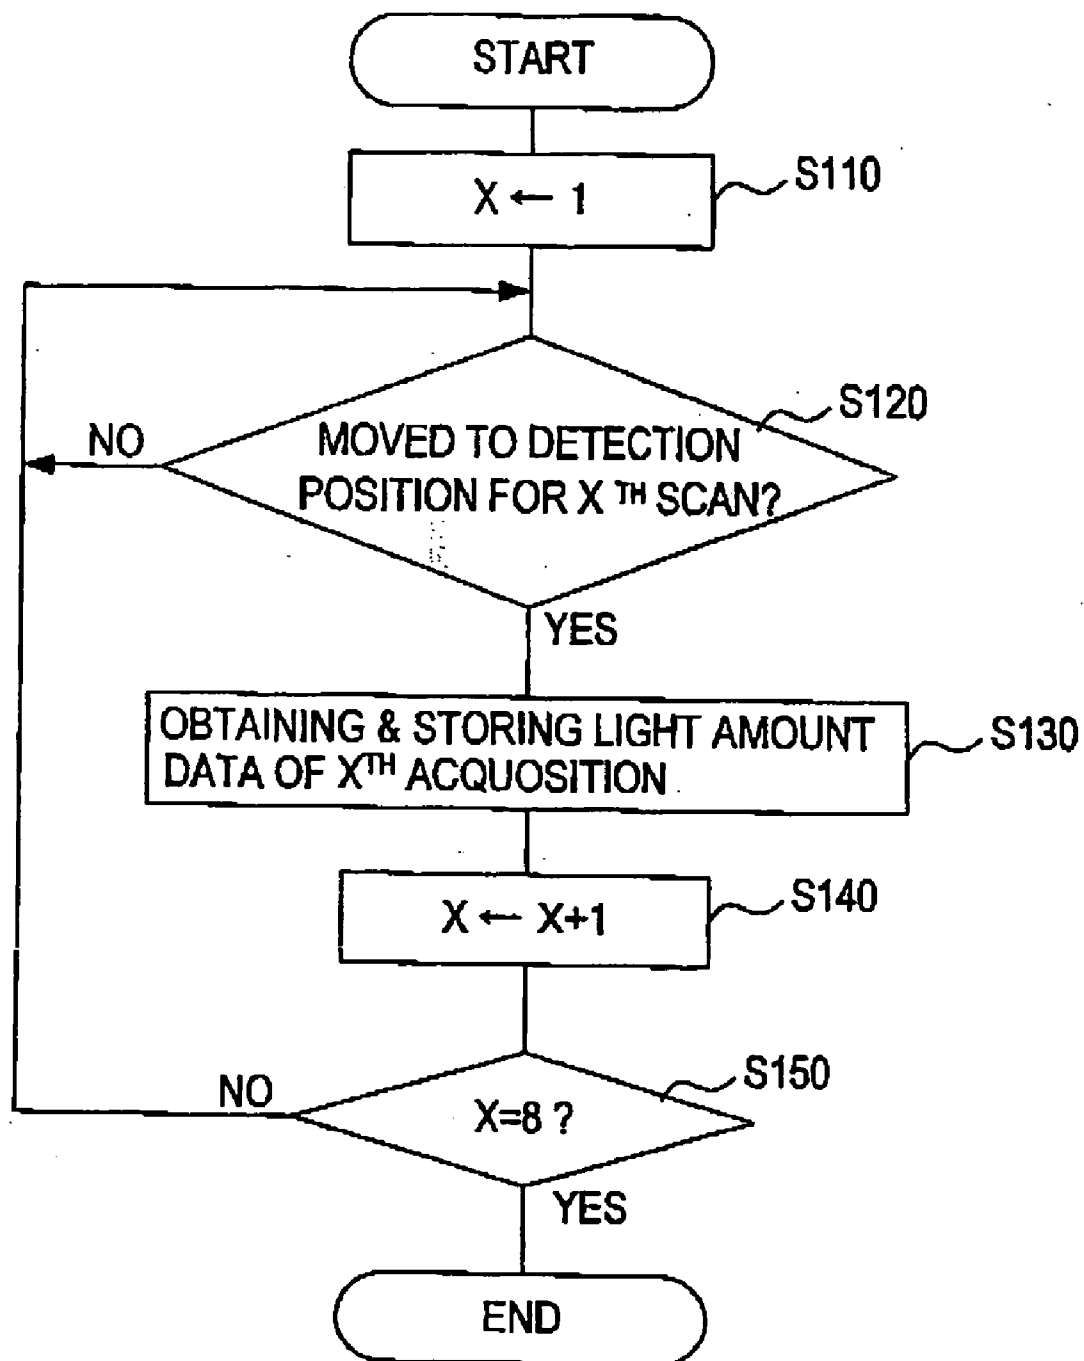 START
X ← 1
S110
S120
NO
MOVED TO DETECTION
POSITION FOR X TH SCAN?
YES
OBTAINING & STORING LIGHT AMOUNT
DATA OF XTH ACQUOSITION
S130
X ← X+1
S140
S150
NO
X=8 ?
YES
END